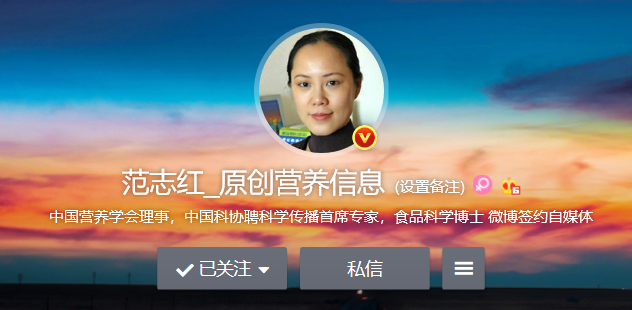 范志红_原创营养信息 (设置备注)
中国营养学会理事，中国科协聘科学传播首席专家，食品科学博士 微博签约自媒体
已关注 私信